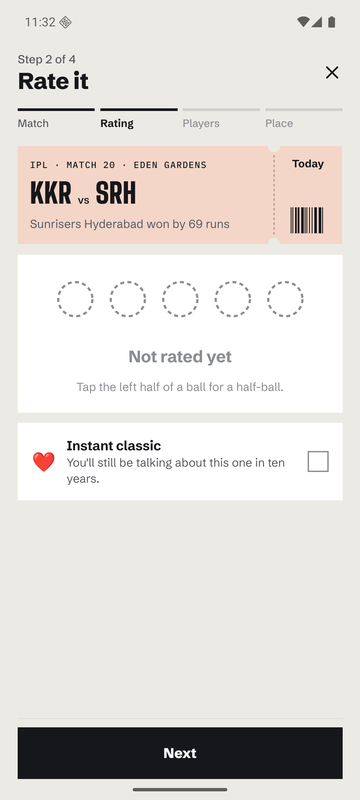 11:32
Step 2 of 4
Rate it
Match
Rating
Players
Place
IPL · MATCH 20 · EDEN GARDENS
Today
KKR vs SRH
Sunrisers Hyderabad won by 69 runs
Not rated yet
Tap the left half of a ball for a half-ball.
Instant classic
You'll still be talking about this one in ten
years.
Next